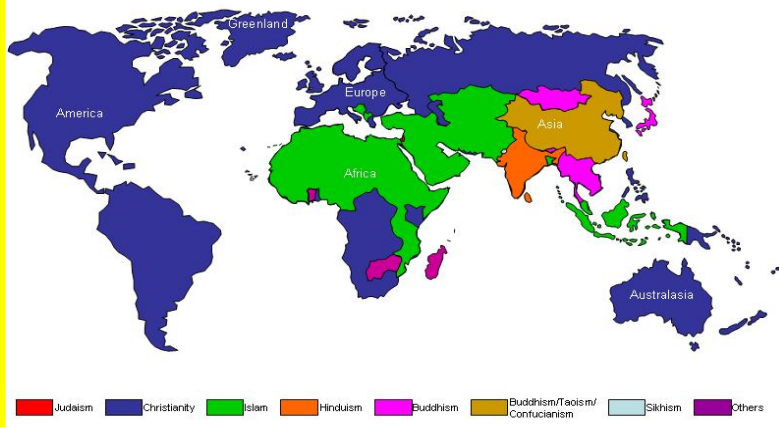 Greenland
Europe
America
Asia
Africa
Australasia
Judaism
Christianity
Islam
Hinduism
Buddhism
Buddhism/Taoism/
Confucianism
Sikhism
Others